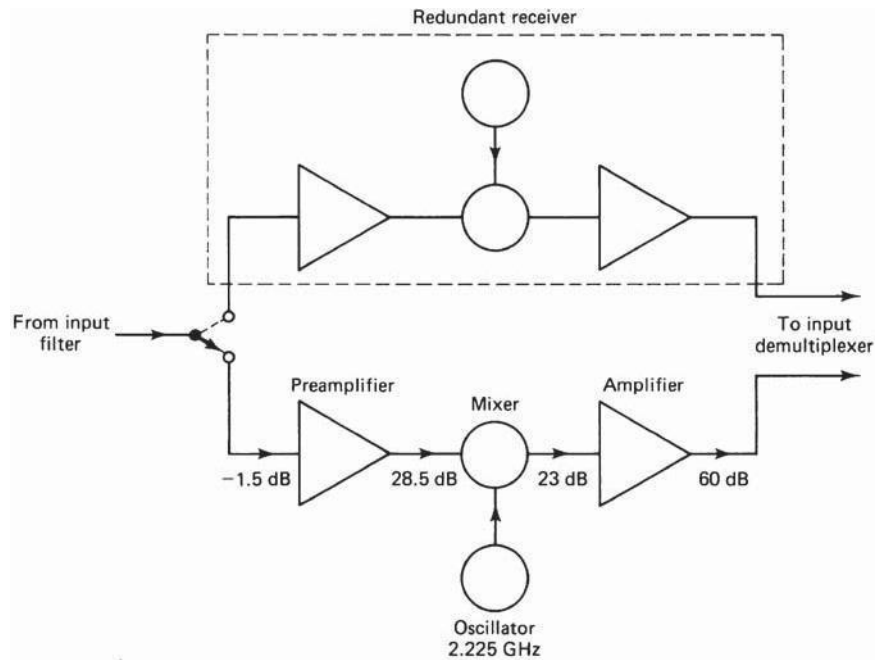 Redundant receiver
From input
filter
To input
demultiplexer
Preamplifier
Mixer
Amplifier
−1.5 dB
28.5 dB
23 dB
60 dB
Oscillator
2.225 GHz